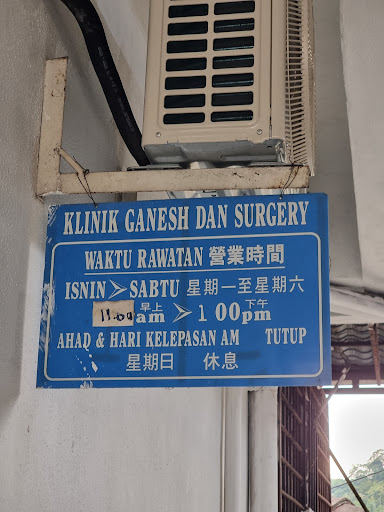 KLINIK GANESH DAN SURGERY
WAKTU RAWATAN 營業時間
ISNIN > SABTU 星期一至星期六
11.00 早上 am > 1 00 下午 pm
AHAD & HARI KELEPASAN AM TUTUP
星期日 休息